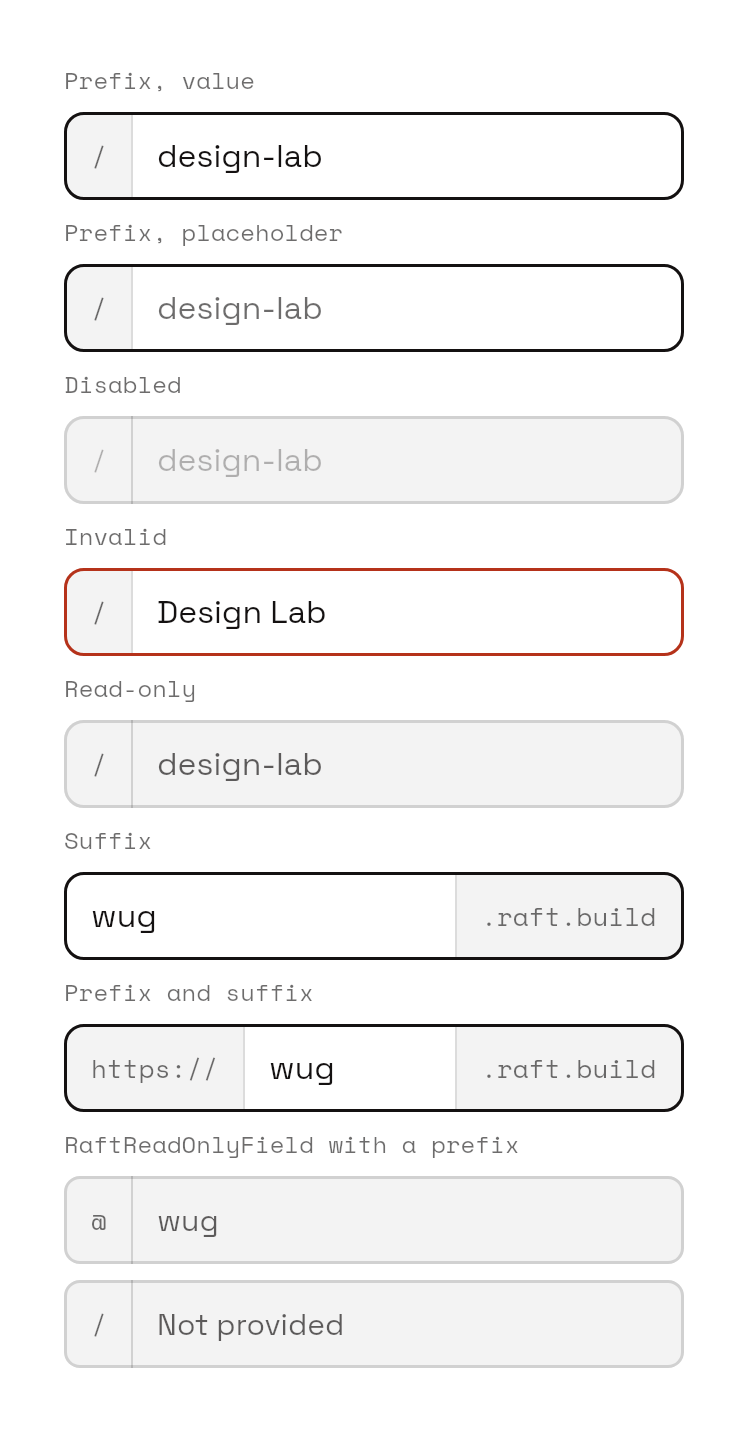 Prefix, value
/ design-lab
Prefix, placeholder
/ design-lab
Disabled
/ design-lab
Invalid
/ Design Lab
Read-only
/ design-lab
Suffix
wug .raft.build
Prefix and suffix
https:// wug .raft.build
RaftReadOnlyField with a prefix
@ wug
/ Not provided